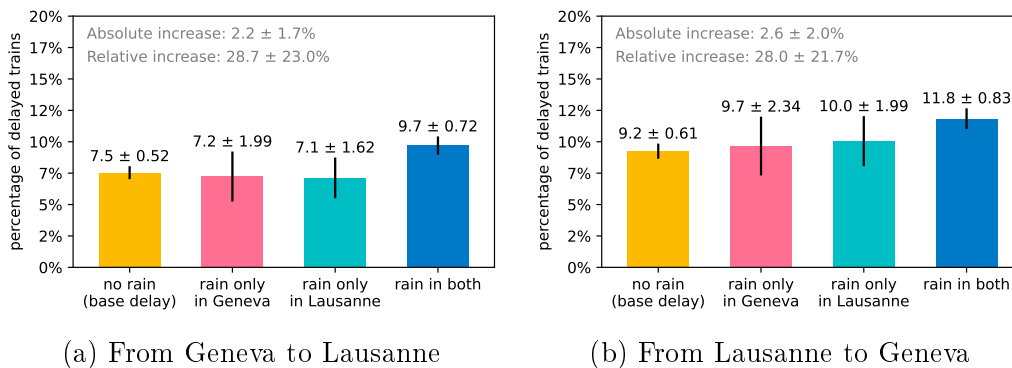 20%
17%
15%
12%
10%
7%
5%
2%
0%
percentage of delayed trains
Absolute increase: 2.2 ± 1.7%
Relative increase: 28.7 ± 23.0%
7.5 ± 0.52
7.2 ± 1.99
7.1 ± 1.62
9.7 ± 0.72
no rain
(base delay)
rain only
in Geneva
rain only
in Lausanne
rain in both
(a) From Geneva to Lausanne
20%
17%
15%
12%
10%
7%
5%
2%
0%
percentage of delayed trains
Absolute increase: 2.6 ± 2.0%
Relative increase: 28.0 ± 21.7%
9.2 ± 0.61
9.7 ± 2.34
10.0 ± 1.99
11.8 ± 0.83
no rain
(base delay)
rain only
in Geneva
rain only
in Lausanne
rain in both
(b) From Lausanne to Geneva